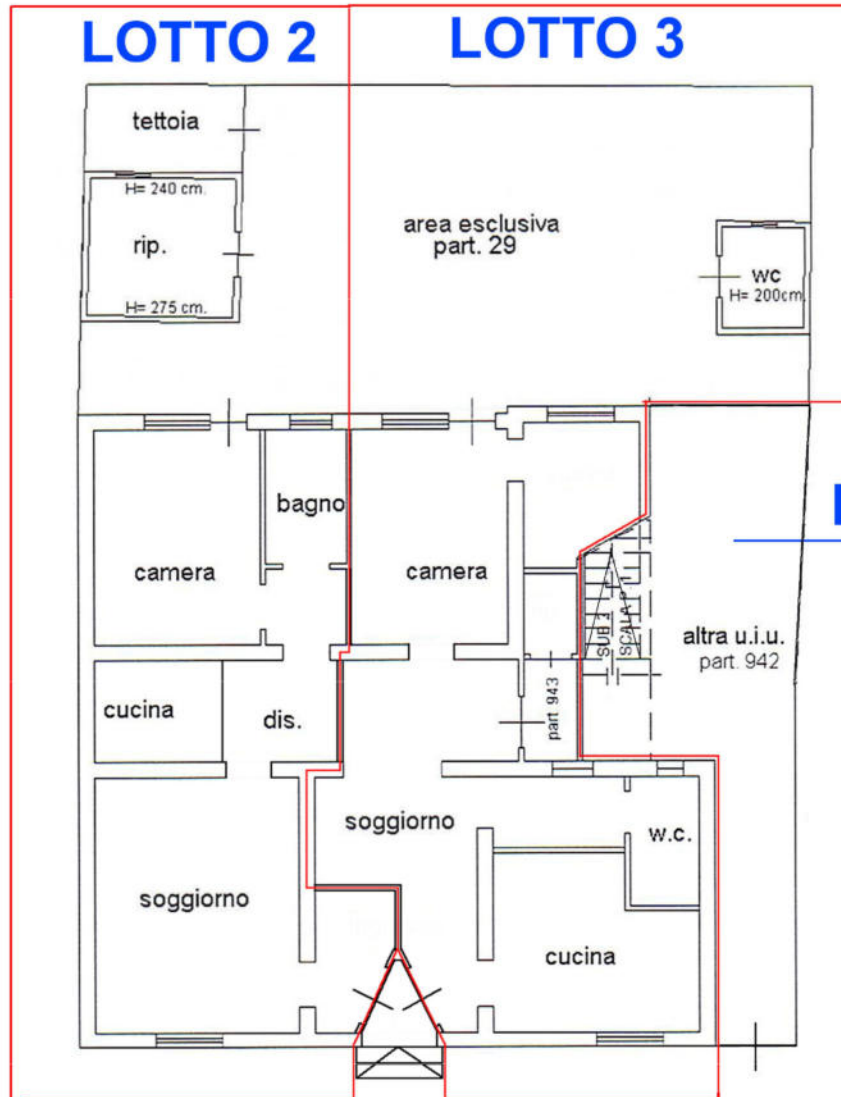 LOTTO 2
LOTTO 3
tettoia
H= 240 cm.
rip.
H= 275 cm.
area esclusiva
part. 29
wc
H= 200cm.
bagno
camera
camera
SUB 2
SCALA P.1
altra u.i.u.
part. 942
cucina
dis.
part 943
soggiorno
w.c.
soggiorno
cucina